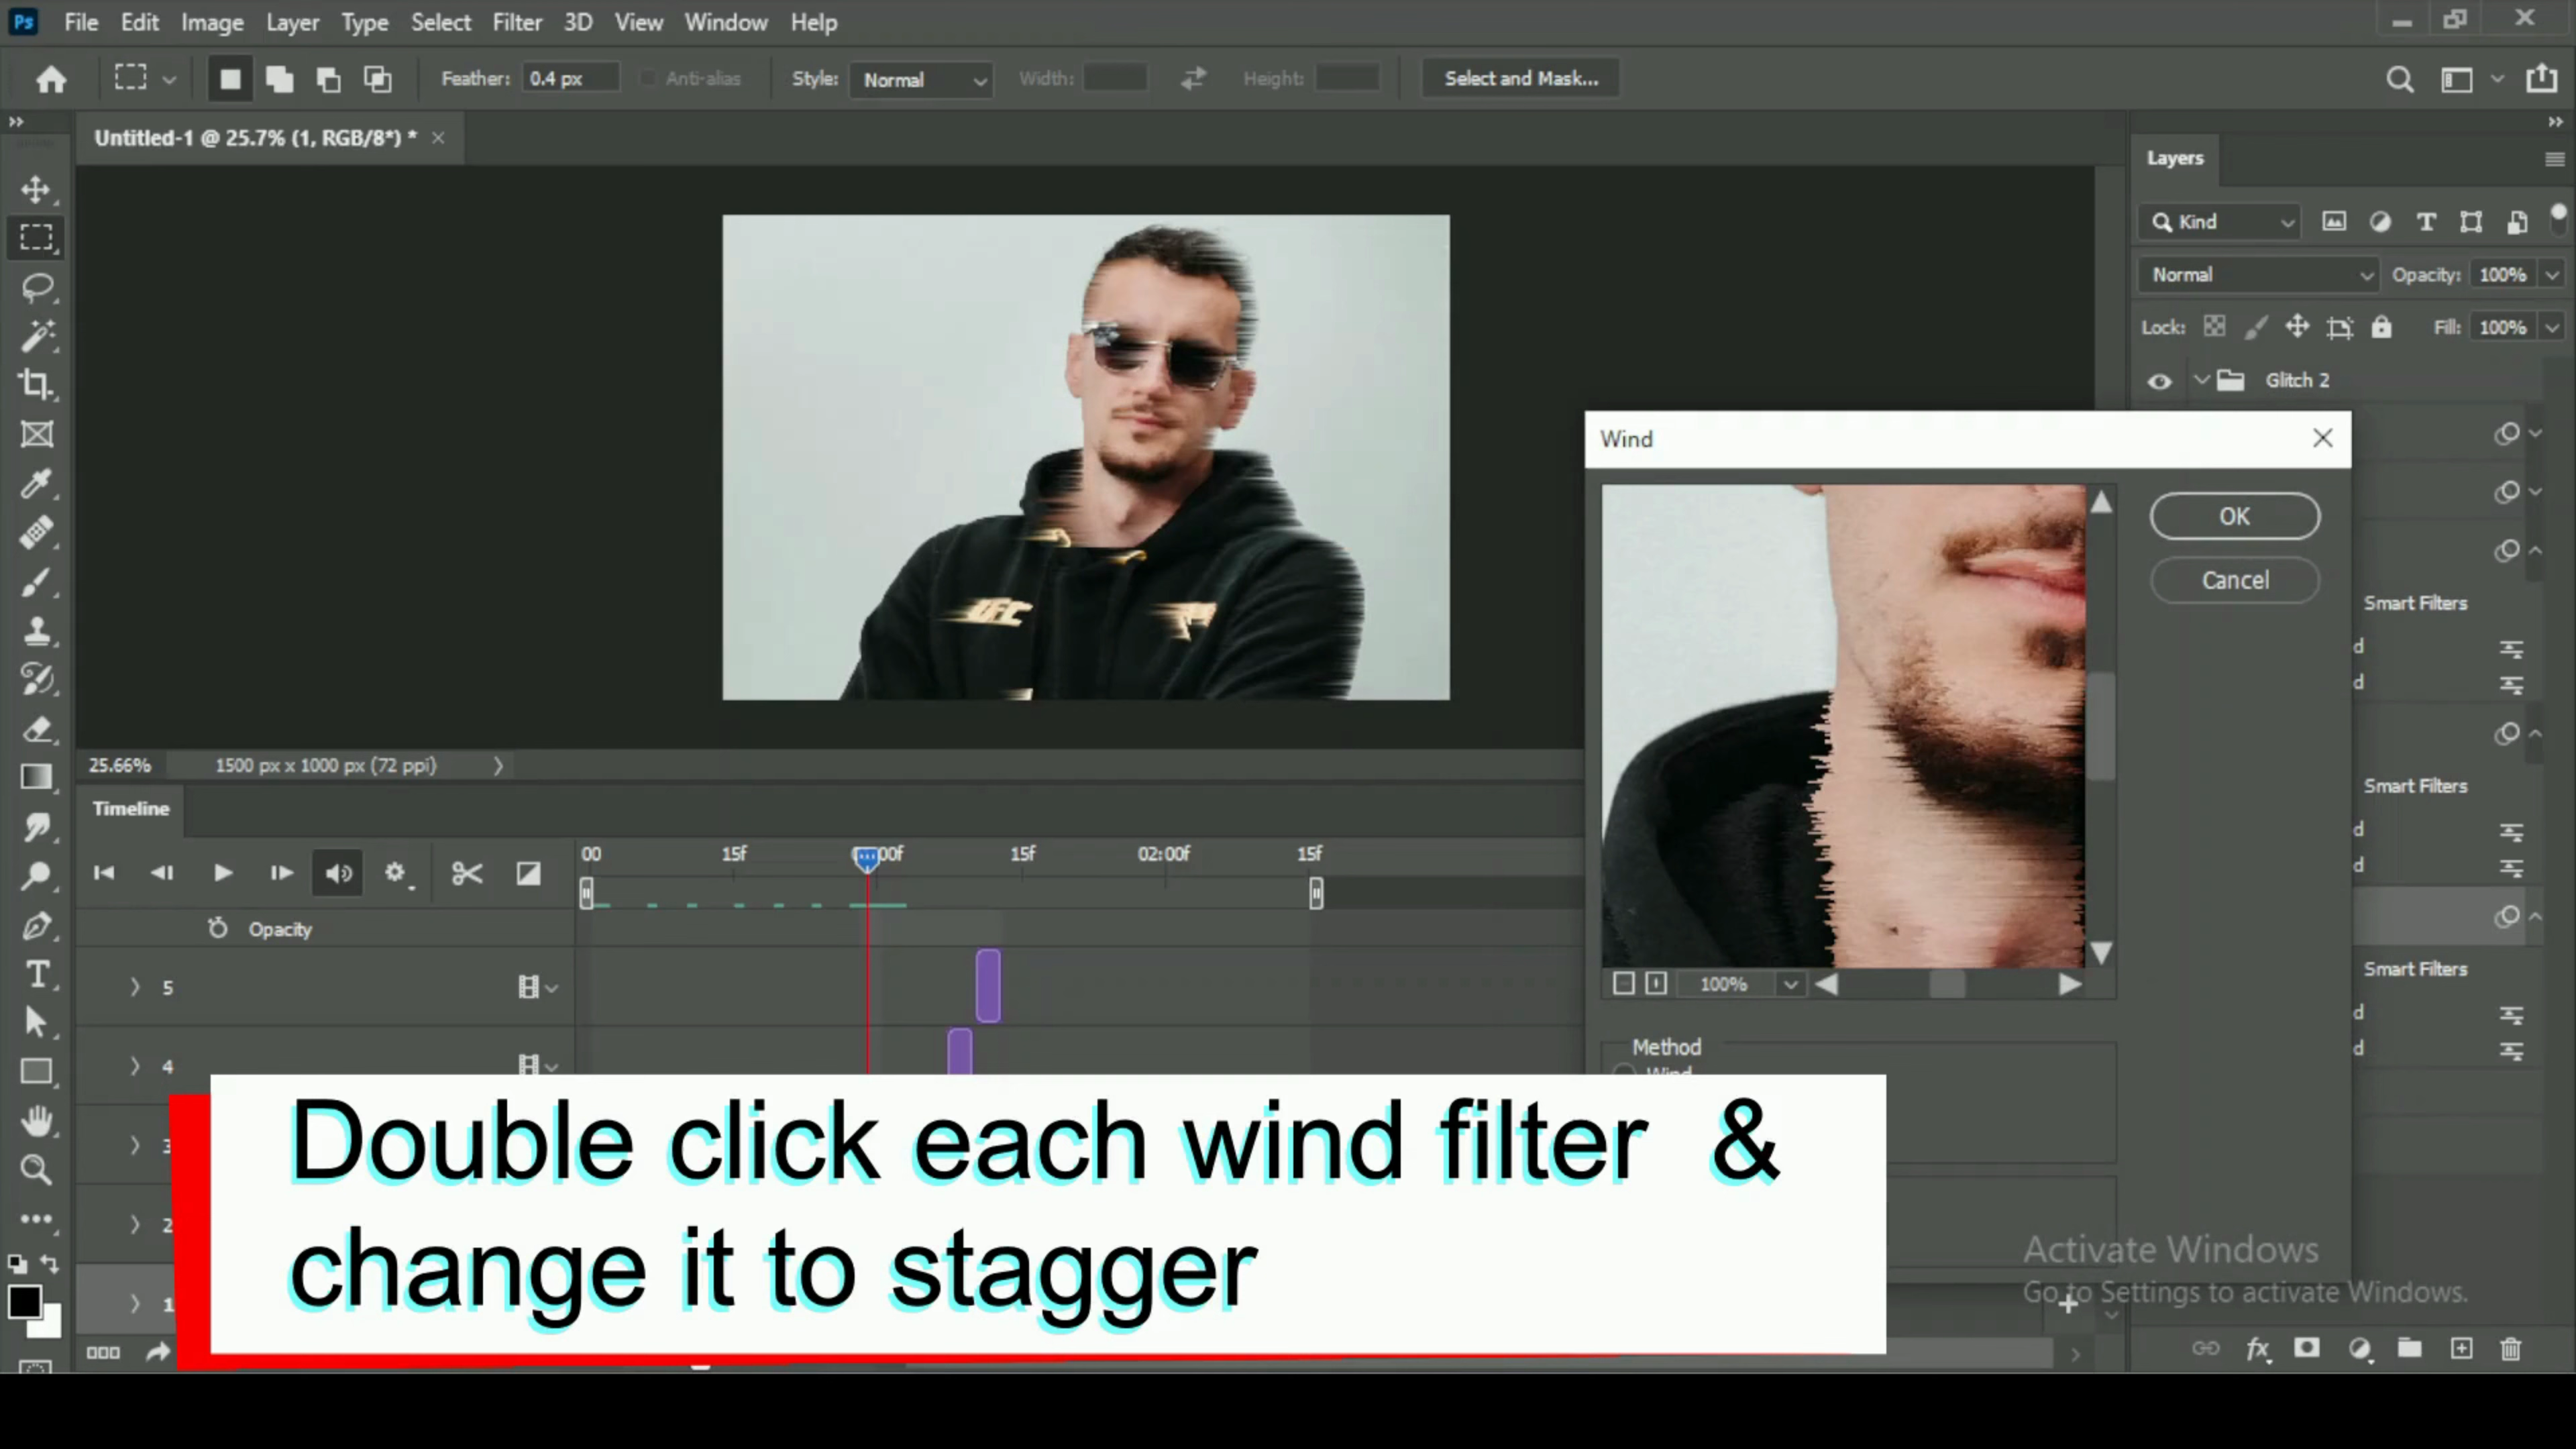 Ps File Edit Image Layer Type Select Filter 3D View Window Help
Feather: 0.4 px Anti-alias Style: Normal Width: Height: Select and Mask...
Untitled-1 @ 25.7% (1, RGB/8*) *
Layers
Kind
Normal Opacity: 100%
Lock: Fill: 100%
Glitch 2
Wind
OK
Cancel
Smart Filters
d
d
Smart Filters
d
d
Smart Filters
d
d
UFC
100%
Method
Wind
25.66% 1500 px x 1000 px (72 ppi)
Timeline
00 15f 00f 15f 02:00f 15f
Opacity
5
4
3
2
1
Double click each wind filter &
change it to stagger
Activate Windows
Go to Settings to activate Windows.
fx